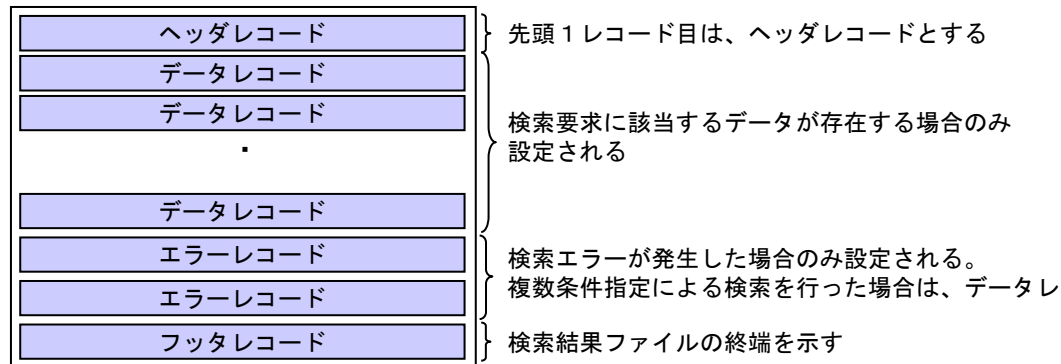 ヘッダレコード
先頭１レコード目は、ヘッダレコードとする
データレコード
データレコード
検索要求に該当するデータが存在する場合のみ
設定される
・
データレコード
エラーレコード
検索エラーが発生した場合のみ設定される。
エラーレコード
複数条件指定による検索を行った場合は、データレ
フッタレコード
検索結果ファイルの終端を示す